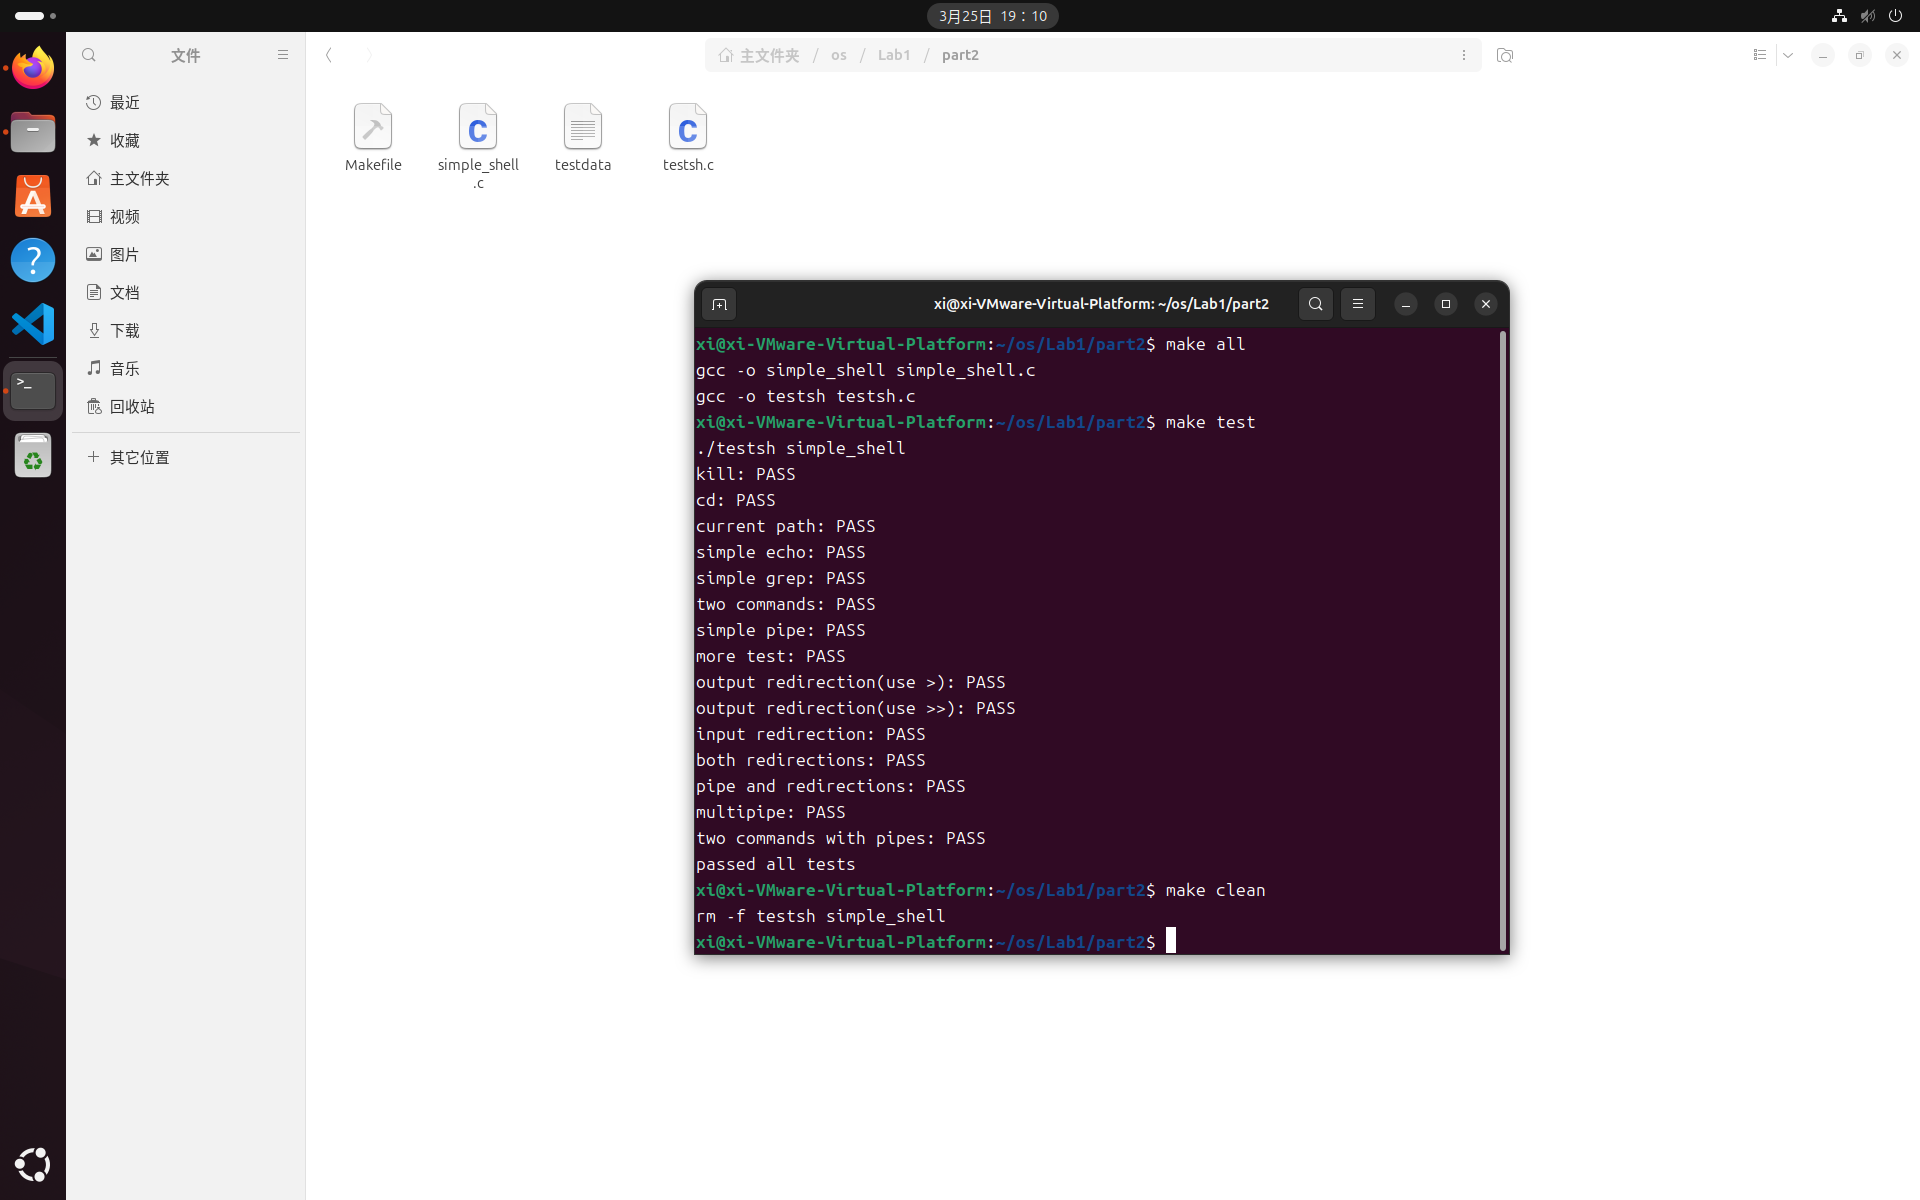 3月25日 19：10
文件
主文件夹 / os / Lab1 / part2
最近
收藏
主文件夹
视频
图片
文档
下载
音乐
回收站
其它位置
Makefile
simple_shell
.c
testdata
testsh.c
xi@xi-VMware-Virtual-Platform: ~/os/Lab1/part2
xi@xi-VMware-Virtual-Platform:~/os/Lab1/part2$ make all
gcc -o simple_shell simple_shell.c
gcc -o testsh testsh.c
xi@xi-VMware-Virtual-Platform:~/os/Lab1/part2$ make test
./testsh simple_shell
kill: PASS
cd: PASS
current path: PASS
simple echo: PASS
simple grep: PASS
two commands: PASS
simple pipe: PASS
more test: PASS
output redirection(use >): PASS
output redirection(use >>): PASS
input redirection: PASS
both redirections: PASS
pipe and redirections: PASS
multipipe: PASS
two commands with pipes: PASS
passed all tests
xi@xi-VMware-Virtual-Platform:~/os/Lab1/part2$ make clean
rm -f testsh simple_shell
xi@xi-VMware-Virtual-Platform:~/os/Lab1/part2$